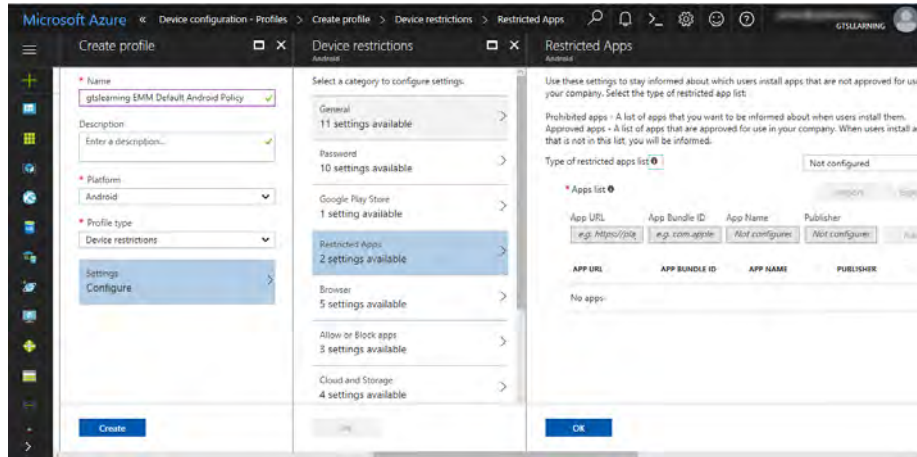 Microsoft Azure « Device configuration - Profiles > Create profile > Device restrictions > Restricted Apps
GTSLEARNING
Create profile
* Name
gtslearning EMM Default Android Policy
Description
Enter a description...
* Platform
Android
* Profile type
Device restrictions
Settings
Configure
Create
Device restrictions
Android
Select a category to configure settings.
General
11 settings available
Password
10 settings available
Google Play Store
1 setting available
Restricted Apps
2 settings available
Browser
5 settings available
Allow or Block apps
3 settings available
Cloud and Storage
4 settings available
Restricted Apps
Android
Use these settings to stay informed about which users install apps that are not approved for us
your company. Select the type of restricted app list:
Prohibited apps - A list of apps that you want to be informed about when users install them.
Approved apps - A list of apps that are approved for use in your company. When users install a
that is not in this list, you will be informed.
Type of restricted apps list
Not configured
* Apps list
App URL App Bundle ID App Name Publisher
e.g. https://pla e.g. com.apple Not configured Not configured
APP URL APP BUNDLE ID APP NAME PUBLISHER
No apps
OK